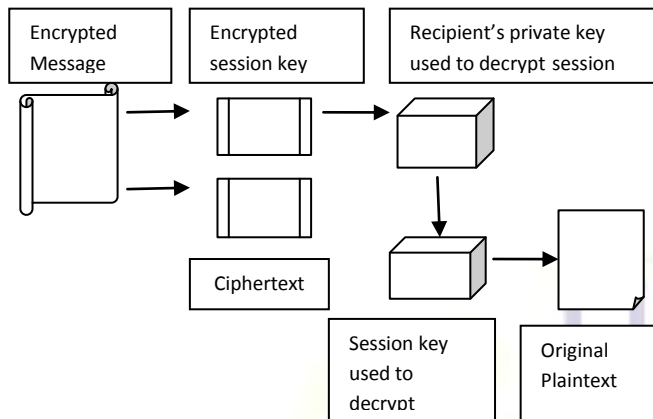 Encrypted
Message
Encrypted
session key
Recipient's private key
used to decrypt session
Ciphertext
Session key
used to
decrypt
Original
Plaintext